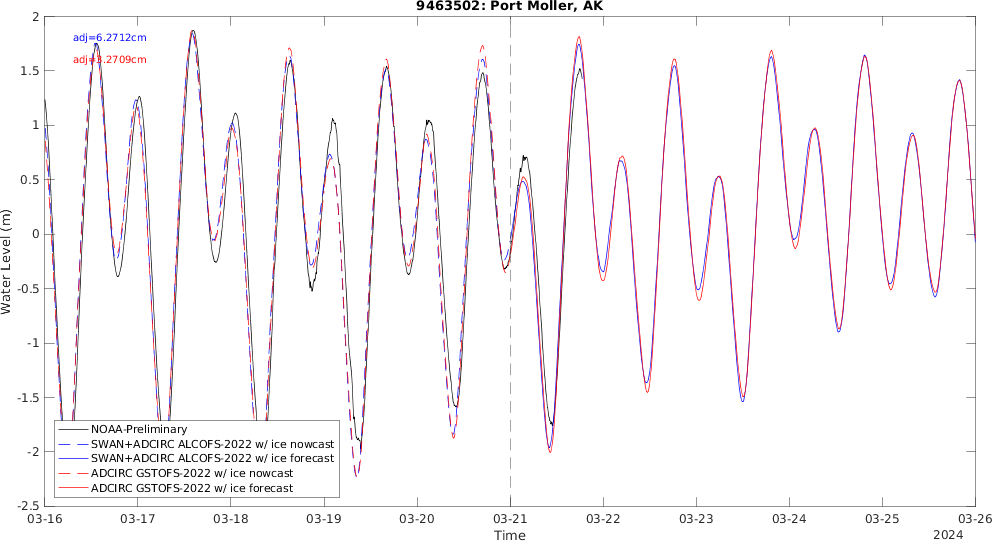 9463502: Port Moller, AK
adj=6.2712cm
2709cm
Water Level (m)
2
1.5
1
0.5
0
-0.5
-1
-1.5
-2
-2.5
NOAA-Preliminary
SWAN+ADCIRC ALCOFS-2022 w/ ice nowcast
SWAN+ADCIRC ALCOFS-2022 w/ ice forecast
ADCIRC GSTOFS-2022 w/ ice nowcast
ADCIRC GSTOFS-2022 w/ ice forecast
03-16 03-17 03-18 03-19 03-20 03-21 03-22 03-23 03-24 03-25 03-26
Time
2024